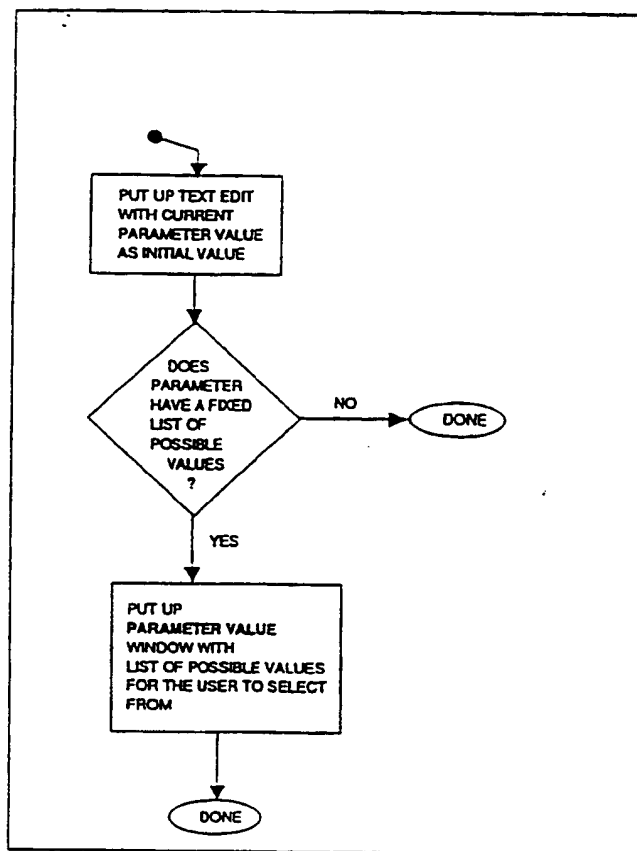 PUT UP TEXT EDIT
WITH CURRENT
PARAMETER VALUE
AS INITIAL VALUE
DOES
PARAMETER
HAVE A FIXED
LIST OF
POSSIBLE
VALUES
?
NO
DONE
YES
PUT UP
PARAMETER VALUE
WINDOW WITH
LIST OF POSSIBLE VALUES
FOR THE USER TO SELECT
FROM
DONE